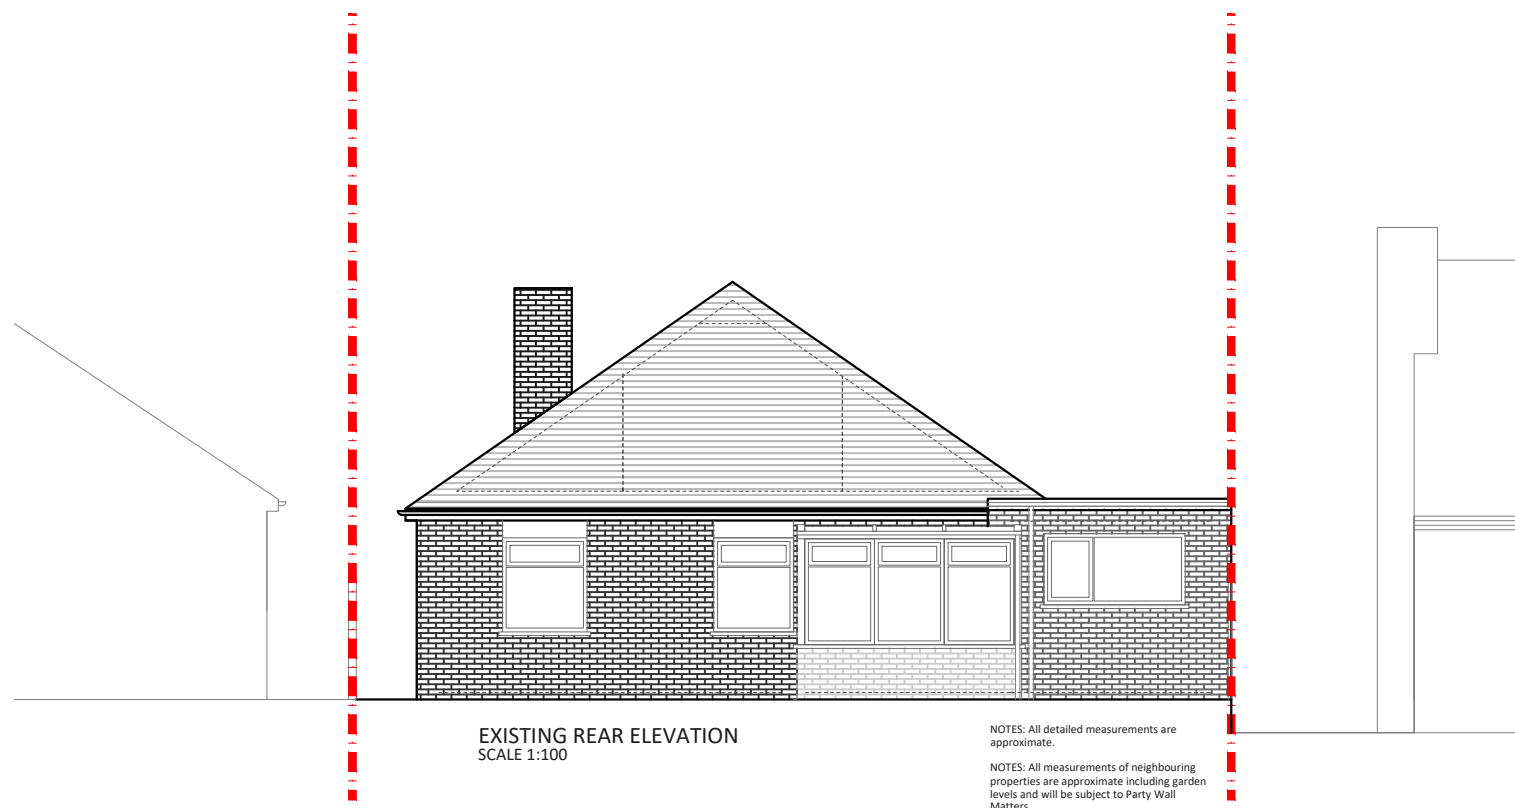 EXISTING REAR ELEVATION
SCALE 1:100
NOTES: All detailed measurements are
approximate.
NOTES: All measurements of neighbouring
properties are approximate including garden
levels and will be subject to Party Wall
Matters